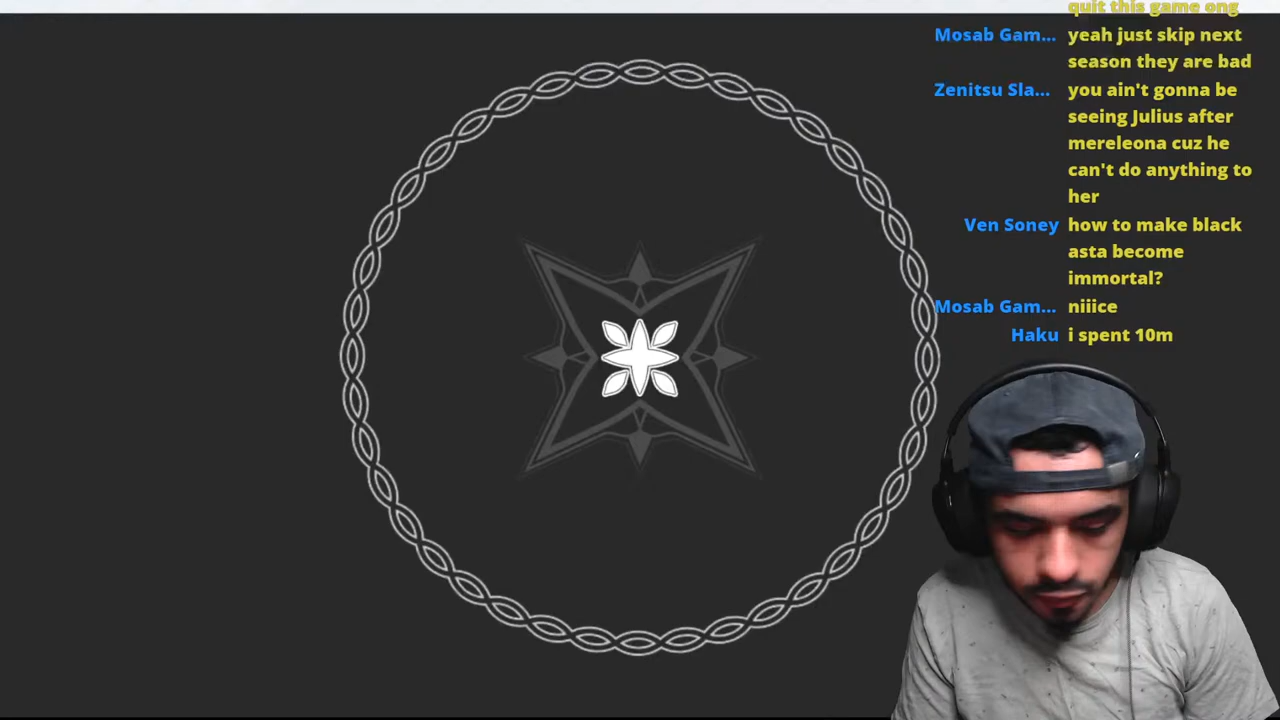 quit this game ong
Mosab Gam... yeah just skip next
season they are bad
Zenitsu Sla... you ain't gonna be
seeing Julius after
mereleona cuz he
can't do anything to
her
Ven Soney how to make black
asta become
immortal?
Mosab Gam... niiice
Haku i spent 10m